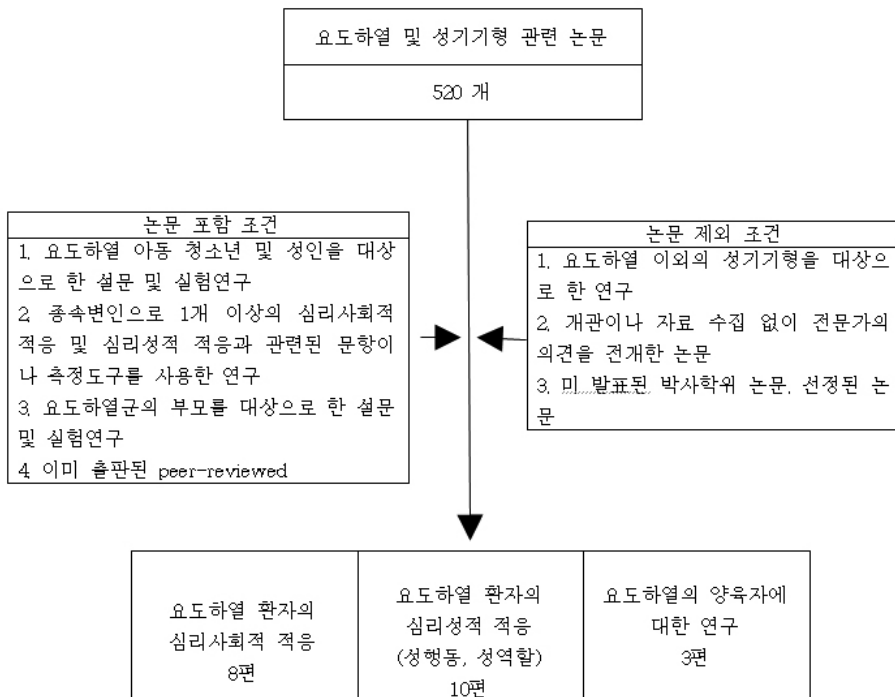 요도하열 및 성기기형 관련 논문
520 개
논문 포함 조건
1. 요도하열 아동 청소년 및 성인을 대상
으로 한 설문 및 실험연구
2. 종속변인으로 1개 이상의 심리사회적
적응 및 심리성적 적응과 관련된 문항이
나 측정도구를 사용한 연구
3. 요도하열군의 부모를 대상으로 한 설문
및 실험연구
4. 이미 출판된 peer-reviewed
논문 제외 조건
1. 요도하열 이외의 성기기형을 대상으
로 한 연구
2. 개관이나 자료 수집 없이 전문가의
의견을 전개한 논문
3. 미 발표된 박사학위 논문, 선정된 논
문
요도하열 환자의
심리사회적 적응
8편
요도하열 환자의
심리성적 적응
(성행동, 성역할)
10편
요도하열의 양육자에
대한 연구
3편